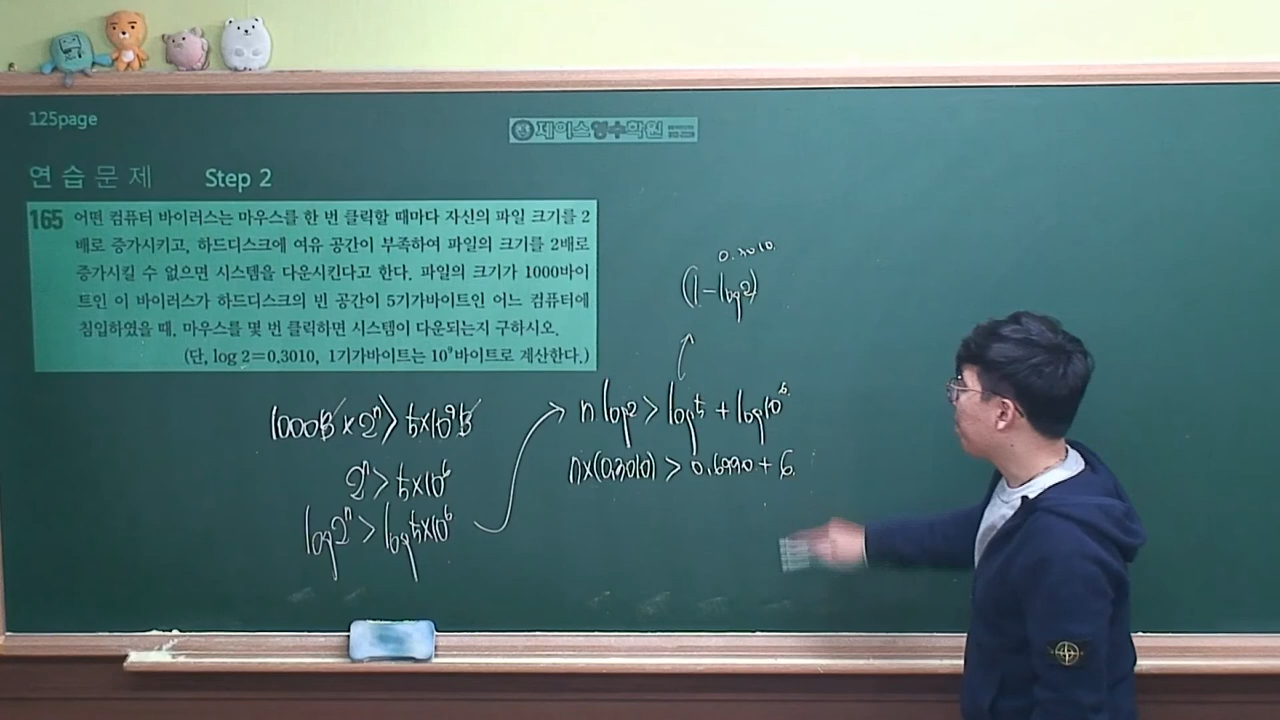 125page
제이스영수학원
연습문제 Step 2
165 어떤 컴퓨터 바이러스는 마우스를 한 번 클릭할 때마다 자신의 파일 크기를 2
배로 증가시키고, 하드디스크에 여유 공간이 부족하여 파일의 크기를 2배로
증가시킬 수 없으면 시스템을 다운시킨다고 한다. 파일의 크기가 1000바이
트인 이 바이러스가 하드디스크의 빈 공간이 5기가바이트인 어느 컴퓨터에
침입하였을 때, 마우스를 몇 번 클릭하면 시스템이 다운되는지 구하시오.
(단, log 2=0.3010, 1기가바이트는 10⁹바이트로 계산한다.)
1000B×2ⁿ>5×10⁹B
2ⁿ>5×10⁶
log2ⁿ>log5×10⁶
0.3010
(1-log2)
n log2 > log5 + log10⁶
n×(0.3010) > 0.6990 + 6